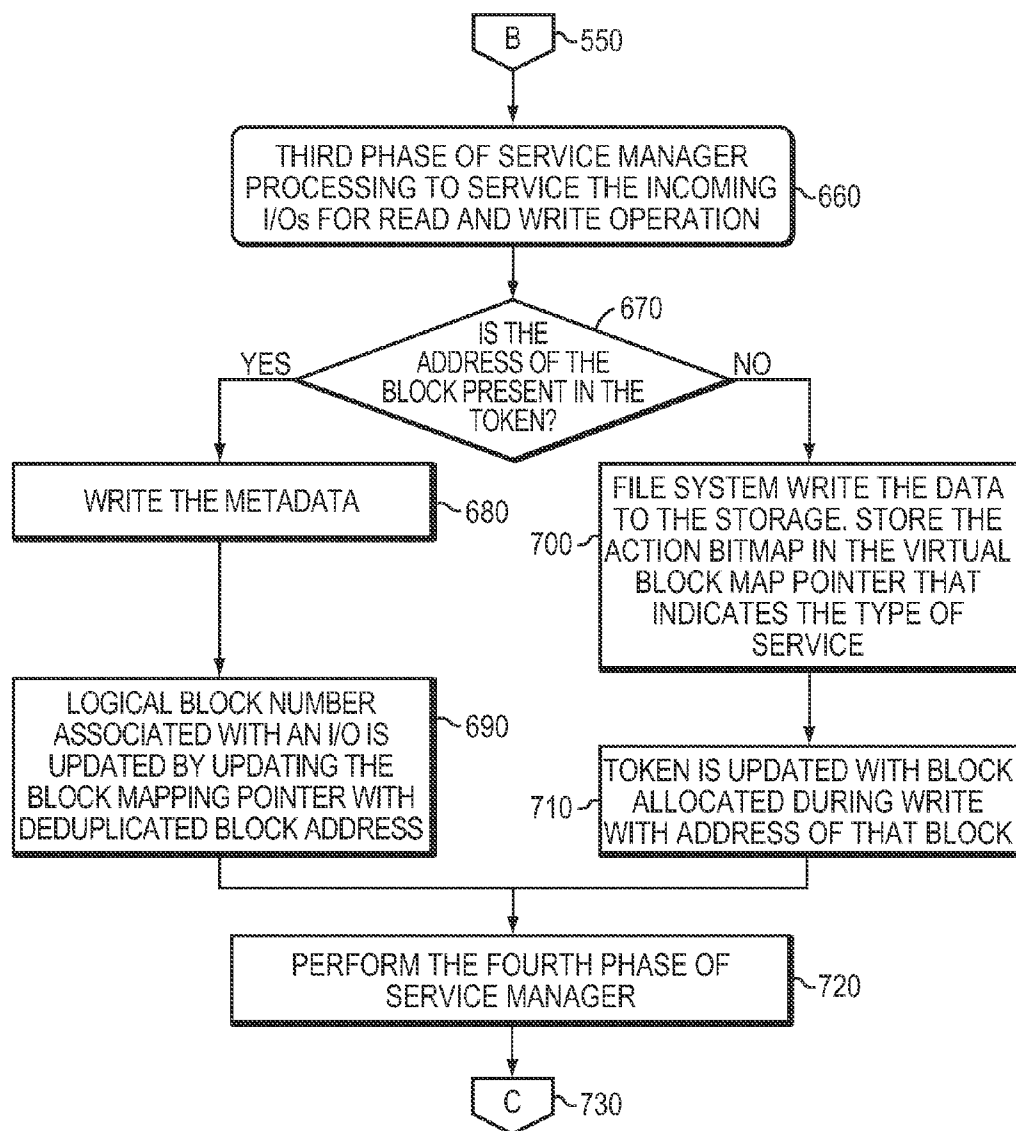 B
550
THIRD PHASE OF SERVICE MANAGER
PROCESSING TO SERVICE THE INCOMING
I/Os FOR READ AND WRITE OPERATION
660
670
IS THE
ADDRESS OF THE
BLOCK PRESENT IN THE
TOKEN?
YES
NO
WRITE THE METADATA
680
LOGICAL BLOCK NUMBER
ASSOCIATED WITH AN I/O IS
UPDATED BY UPDATING THE
BLOCK MAPPING POINTER WITH
DEDUPLICATED BLOCK ADDRESS
690
FILE SYSTEM WRITE THE DATA
TO THE STORAGE. STORE THE
ACTION BITMAP IN THE VIRTUAL
BLOCK MAP POINTER THAT
INDICATES THE TYPE OF
SERVICE
700
TOKEN IS UPDATED WITH BLOCK
ALLOCATED DURING WRITE
WITH ADDRESS OF THAT BLOCK
710
PERFORM THE FOURTH PHASE OF
SERVICE MANAGER
720
C
730